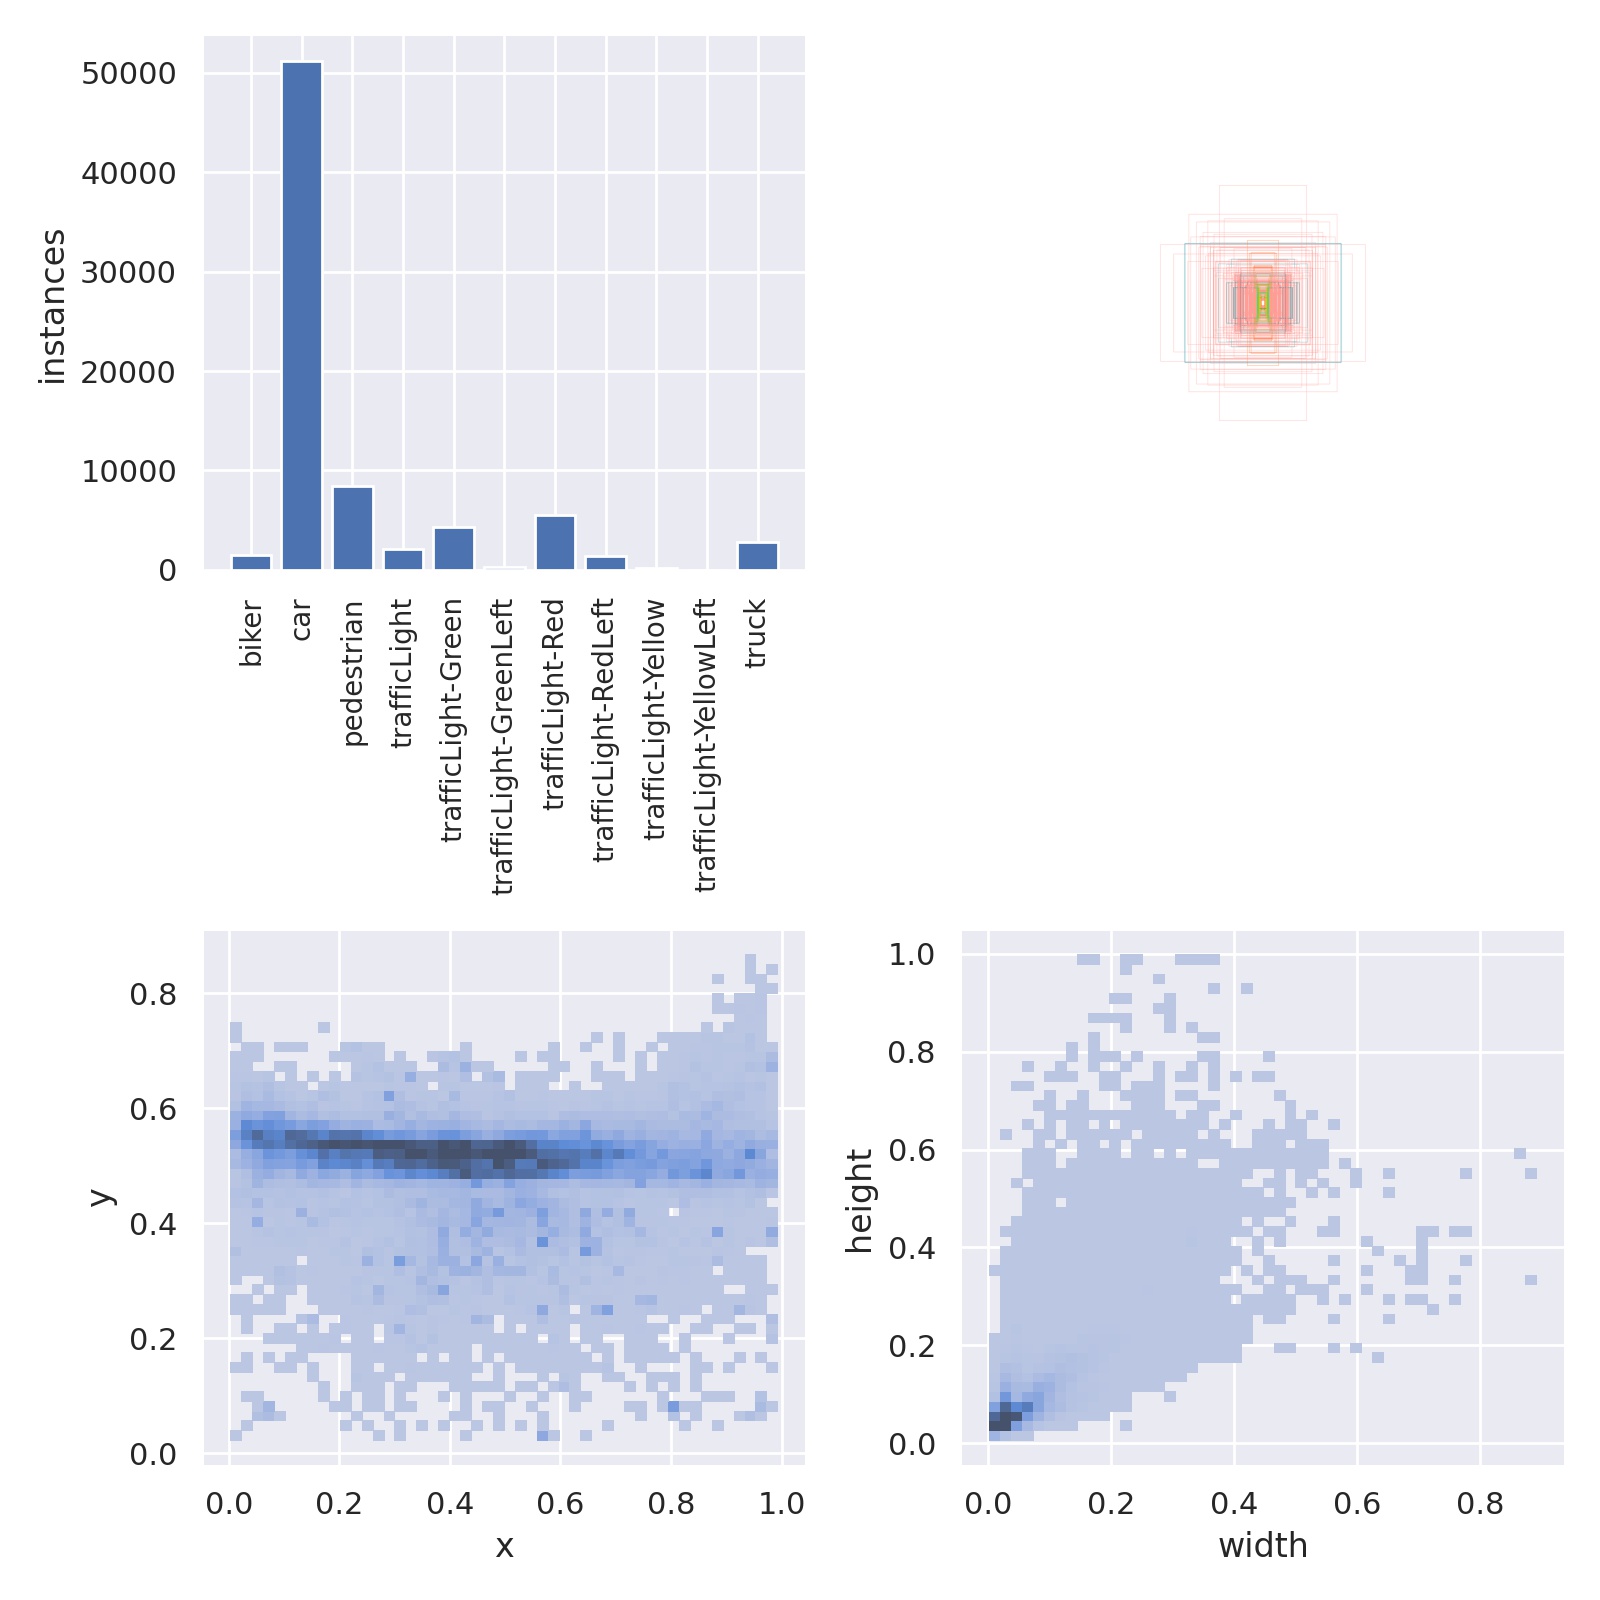 50000
40000
30000
20000
10000
0
instances
biker
car
pedestrian
trafficLight
trafficLight-Green
trafficLight-GreenLeft
trafficLight-Red
trafficLight-RedLeft
trafficLight-Yellow
trafficLight-YellowLeft
truck
0.8
0.6
0.4
0.2
0.0
y
0.0 0.2 0.4 0.6 0.8 1.0
x
1.0
0.8
0.6
0.4
0.2
0.0
height
0.0 0.2 0.4 0.6 0.8
width